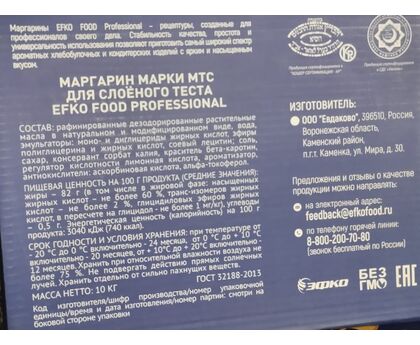 Маргарины EFKO FOOD Professional – рецептуры, созданные для
профессионалов своего дела. Стабильность качества, простота и
универсальность использования позволяют приготовить самый широкий спектр
ароматных хлебобулочных и кондитерских изделий с ярким и насыщенным
вкусом.
МАРГАРИН МАРКИ МТС
ДЛЯ СЛОЁНОГО ТЕСТА
EFKO FOOD PROFESSIONAL
СОСТАВ: рафинированные дезодорированные растительные
масла в натуральном и модифицированном виде, вода,
эмульгаторы: моно- и диглицериды жирных кислот, эфиры
полиглицерина и жирных кислот, соевый лецитин; соль,
сахар, консервант сорбат калия, краситель бета-каротин,
регулятор кислотности лимонная кислота, ароматизатор,
антиокислители: аскорбиновая кислота, альфа-токоферол.
ПИЩЕВАЯ ЦЕННОСТЬ НА 100 Г ПРОДУКТА (СРЕДНИЕ ЗНАЧЕНИЯ):
жиры – 82 г (в том числе в жировой фазе: насыщенных
жирных кислот – не более 60 %, транс-изомеров жирных
кислот – не более 2 %, глицидиловых эфиров жирных
кислот, в пересчете на глицидол – не более 1 мг/кг), углеводы
– 0,5 г. Энергетическая ценность (калорийность) на 100 г
продукта: 3040 кДж (740 ккал).
СРОК ГОДНОСТИ И УСЛОВИЯ ХРАНЕНИЯ: при температуре от
- 20 °С до 0 °С включ. - 24 месяца, от 0 °С до + 10 °С
включительно - 20 месяцев, от + 10°С до + 20°С включительно -
12 месяцев. Хранить при относительной влажности воздуха не
более 75 %. Не подвергать прямому действию солнечных
лучей! Хранить отдельно от сильно пахнущих веществ.
ГОСТ 32188-2013
МАССА НЕТТО: 10 КГ
Код изготовителя/шифр производства/номер упаковочной
единицы/время и дата изготовления/номер партии: смотри на
боковой стороне упаковки
ИЗГОТОВИТЕЛЬ:
ООО "Евдаково", 396510, Россия,
Воронежская область,
Каменский район,
п.г.т. Каменка, ул. Мира, д. 30.
Предложения и отзывы о качестве
продукции можно направлять на
электронный адрес:
feedback@efkofood.ru
или по телефону горячей линии:
8-800-200-70-80
(звонок бесплатный по России)
ЭФКО
БЕЗ
ГМО
ЕАС